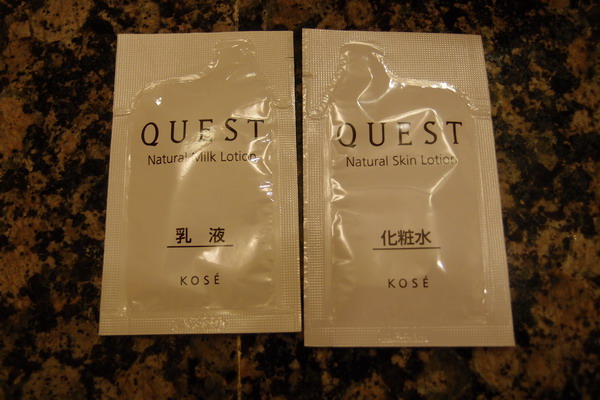 QUEST
Natural Milk Lotion
乳 液
KOSÉ
QUEST
Natural Skin Lotion
化粧水
KOSÉ